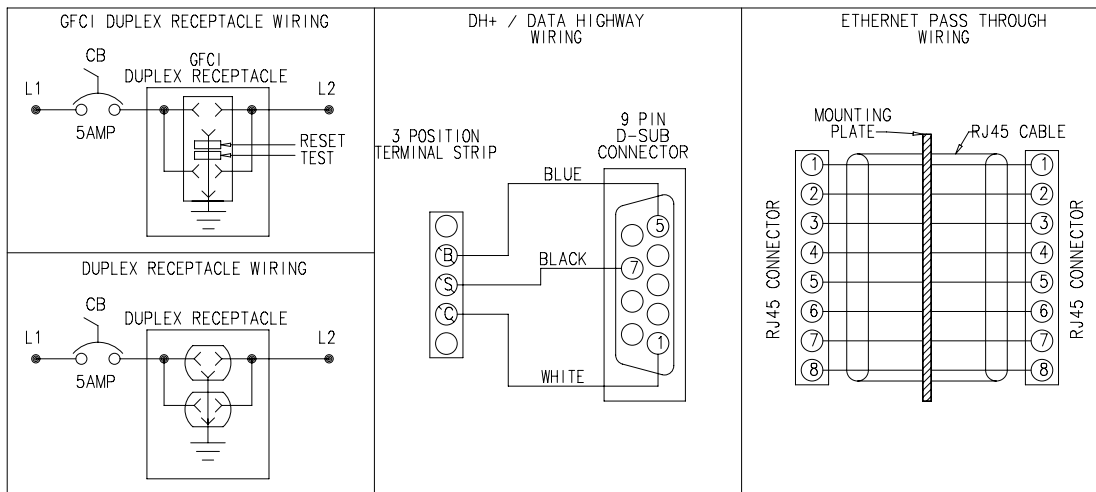 GFCI DUPLEX RECEPTACLE WIRING
CB
GFCI
DUPLEX RECEPTACLE
L1
L2
5AMP
RESET
TEST
DUPLEX RECEPTACLE WIRING
CB
DUPLEX RECEPTACLE
L1
L2
5AMP
DH+ / DATA HIGHWAY
WIRING
3 POSITION
TERMINAL STRIP
9 PIN
D-SUB
CONNECTOR
BLUE
5
B
BLACK
7
S
C
1
WHITE
ETHERNET PASS THROUGH
WIRING
MOUNTING
PLATE
RJ45 CABLE
RJ45 CONNECTOR
1
2
3
4
5
6
7
8
1
2
3
4
5
6
7
8
RJ45 CONNECTOR